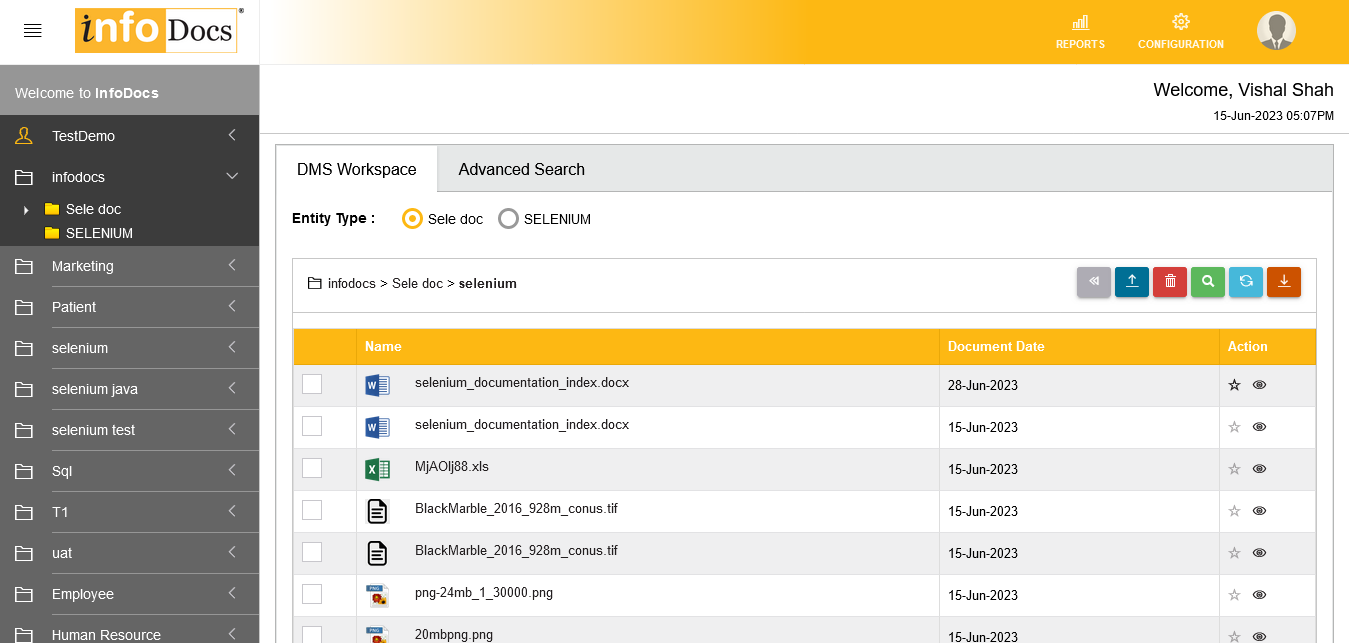 info Docs ®
REPORTS
CONFIGURATION
Welcome to InfoDocs
Welcome, Vishal Shah
15-Jun-2023 05:07PM
TestDemo
infodocs
Sele doc
SELENIUM
Marketing
Patient
selenium
selenium java
selenium test
Sql
T1
uat
Employee
Human Resource
DMS Workspace
Advanced Search
Entity Type :
Sele doc
SELENIUM
infodocs > Sele doc > selenium
Name Document Date Action
W selenium_documentation_index.docx 28-Jun-2023
W selenium_documentation_index.docx 15-Jun-2023
X MjAOlj88.xls 15-Jun-2023
BlackMarble_2016_928m_conus.tif 15-Jun-2023
BlackMarble_2016_928m_conus.tif 15-Jun-2023
PNG png-24mb_1_30000.png 15-Jun-2023
PNG 20mbpng.png 15-Jun-2023